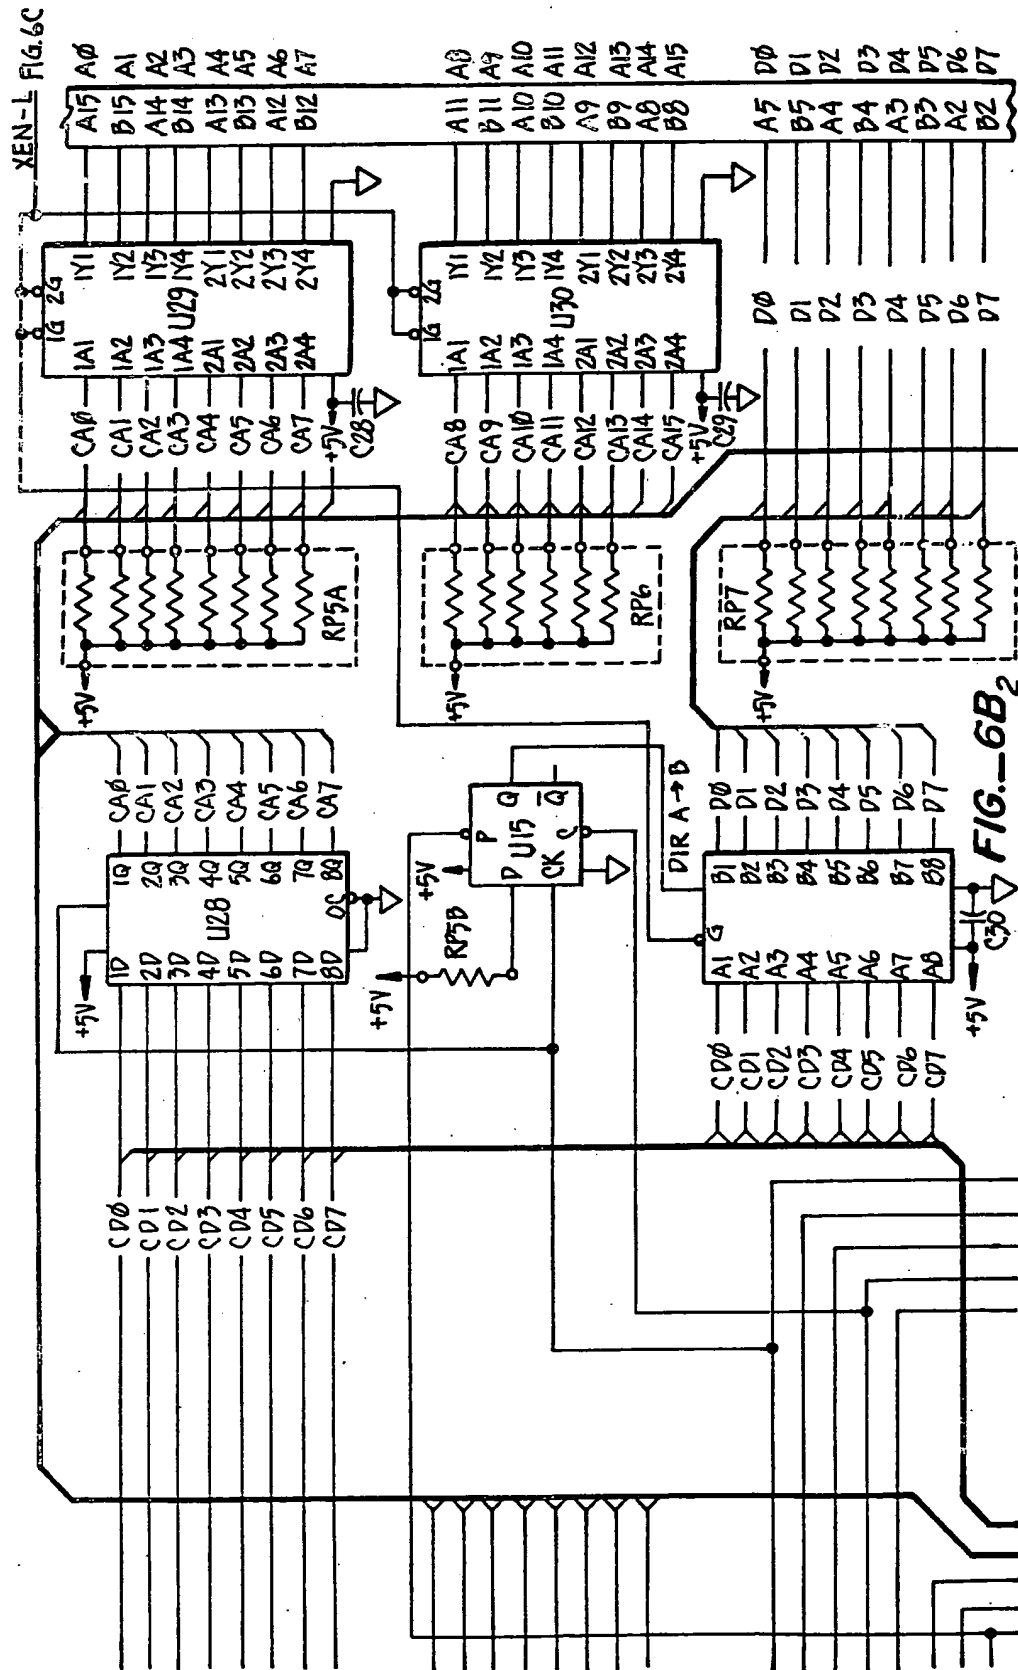 XEN-L FIG.6C
A15 A0̸
B15 A1
A14 A2
B14 A3
A13 A4
B13 A5
A12 A6
B12 A7
A11 A8
B11 A9
A10 A10
B10 A11
A9 A12
B9 A13
A8 A14
B8 A15
A5 D0̸
B5 D1
A4 D2
B4 D3
A3 D4
B3 D5
A2 D6
B2 D7
1G 2G
CA0̸ 1A1 1Y1
CA1 1A2 1Y2
CA2 1A3 1Y3
CA3 1A4 1Y4
U29
CA4 2A1 2Y1
CA5 2A2 2Y2
CA6 2A3 2Y3
CA7 2A4 2Y4
+5V C28
1G 2G
CA8 1A1 1Y1
CA9 1A2 1Y2
CA10̸ 1A3 1Y3
CA11 1A4 1Y4
U30
CA12 2A1 2Y1
CA13 2A2 2Y2
CA14 2A3 2Y3
CA15 2A4 2Y4
+5V C29
D0̸
D1
D2
D3
D4
D5
D6
D7
+5V RP5A
+5V RP6
+5V RP7
CD0̸ 1D 1Q CA0̸
CD1 2D 2Q CA1
CD2 3D 3Q CA2
CD3 4D 4Q CA3
U28
CD4 5D 5Q CA4
CD5 6D 6Q CA5
CD6 7D 7Q CA6
CD7 8D 8Q CA7
OC
+5V
+5V
RP5B
+5V
P
D Q
U15
CK Q̅
C
DIR A→B
G
CD0̸ A1 B1 D0̸
CD1 A2 B2 D1
CD2 A3 B3 D2
CD3 A4 B4 D3
CD4 A5 B5 D4
CD5 A6 B6 D5
CD6 A7 B7 D6
CD7 A8 B8 D7
+5V C30
FIG.—6B2